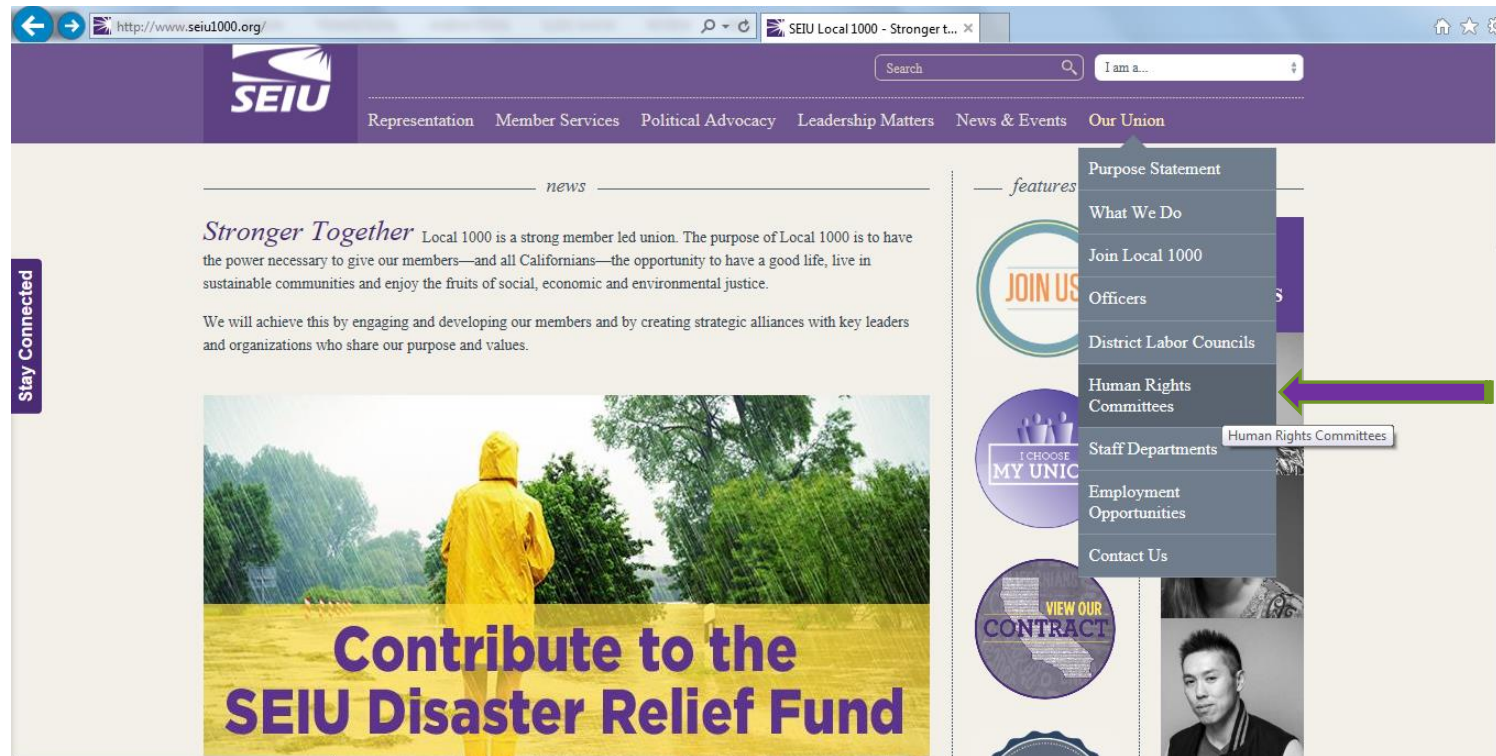 http://www.seiu1000.org/
SEIU Local 1000 - Stronger t...
SEIU
Search
I am a...
Representation Member Services Political Advocacy Leadership Matters News & Events Our Union
Purpose Statement
What We Do
Join Local 1000
Officers
District Labor Councils
Human Rights
Committees
Human Rights Committees
Staff Departments
Employment
Opportunities
Contact Us
Stay Connected
news
Stronger Together Local 1000 is a strong member led union. The purpose of Local 1000 is to have
the power necessary to give our members—and all Californians—the opportunity to have a good life, live in
sustainable communities and enjoy the fruits of social, economic and environmental justice.
We will achieve this by engaging and developing our members and by creating strategic alliances with key leaders
and organizations who share our purpose and values.
Contribute to the
SEIU Disaster Relief Fund
features
JOIN US
I CHOOSE
MY UNIO
VIEW OUR
CONTRACT
S